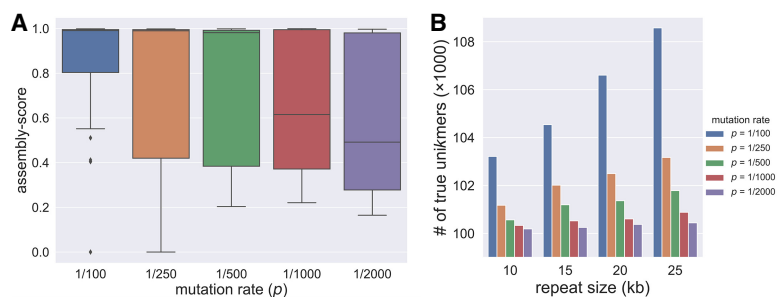 A
1.0
0.8
0.6
0.4
0.2
0.0
assembly-score
1/100 1/250 1/500 1/1000 1/2000
mutation rate (p)
B
108
106
104
102
100
# of true unikmers (×1000)
10 15 20 25
repeat size (kb)
mutation rate
p = 1/100
p = 1/250
p = 1/500
p = 1/1000
p = 1/2000